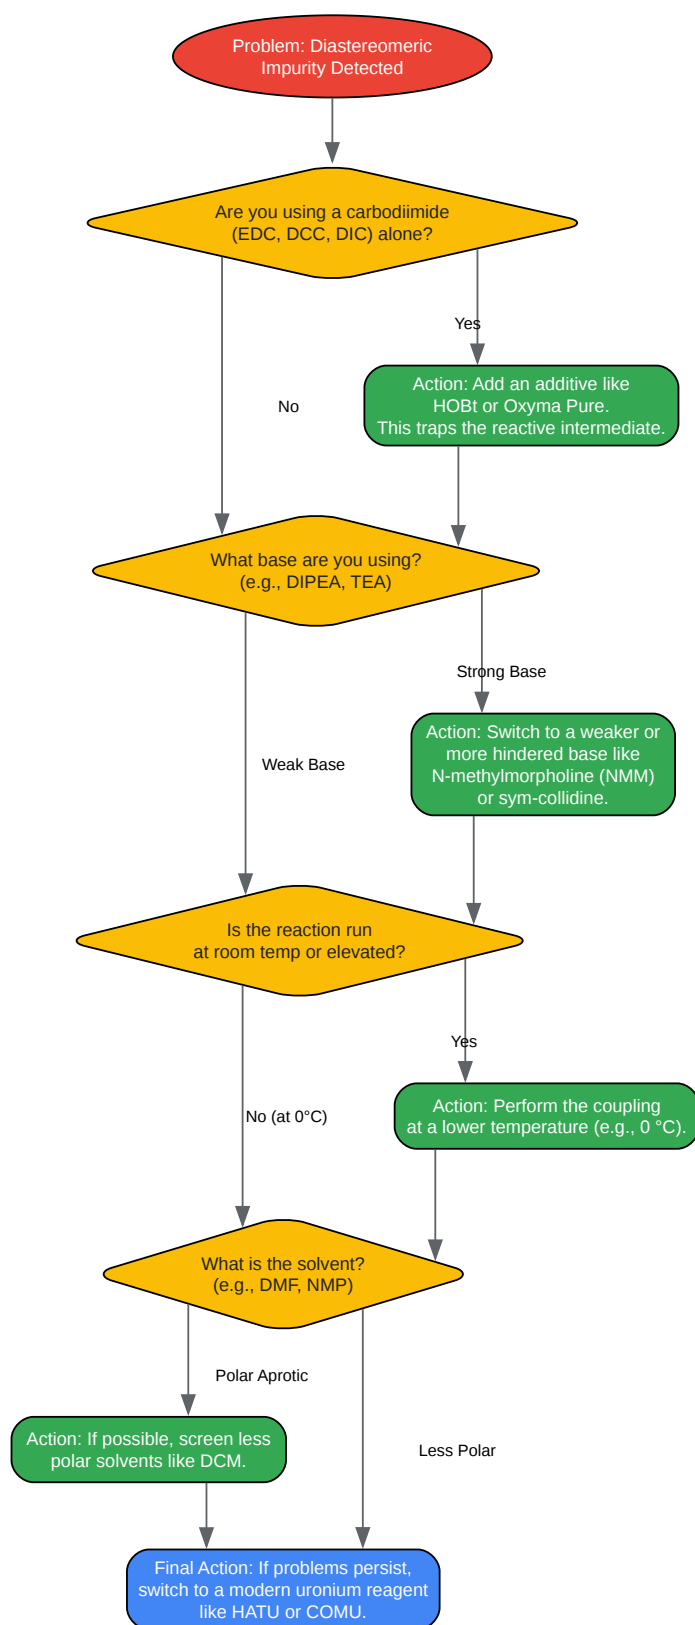 Problem: Diastereomeric
Impurity Detected
Are you using a carbodiimide
(EDC, DCC, DIC) alone?
Yes
No
Action: Add an additive like
HOBt or Oxyma Pure.
This traps the reactive intermediate.
What base are you using?
(e.g., DIPEA, TEA)
Strong Base
Weak Base
Action: Switch to a weaker or
more hindered base like
N-methylmorpholine (NMM)
or sym-collidine.
Is the reaction run
at room temp or elevated?
Yes
No (at 0°C)
Action: Perform the coupling
at a lower temperature (e.g., 0 °C).
What is the solvent?
(e.g., DMF, NMP)
Polar Aprotic
Less Polar
Action: If possible, screen less
polar solvents like DCM.
Final Action: If problems persist,
switch to a modern uronium reagent
like HATU or COMU.